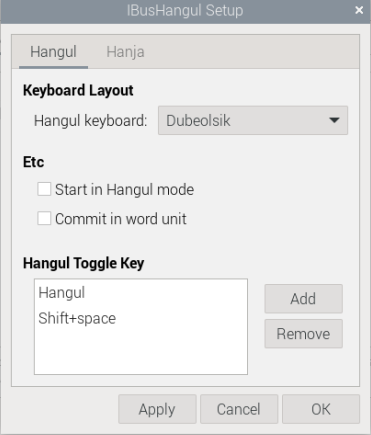 IBusHangul Setup
×
Hangul Hanja
Keyboard Layout
Hangul keyboard: Dubeolsik
Etc
Start in Hangul mode
Commit in word unit
Hangul Toggle Key
Hangul
Shift+space
Add
Remove
Apply Cancel OK